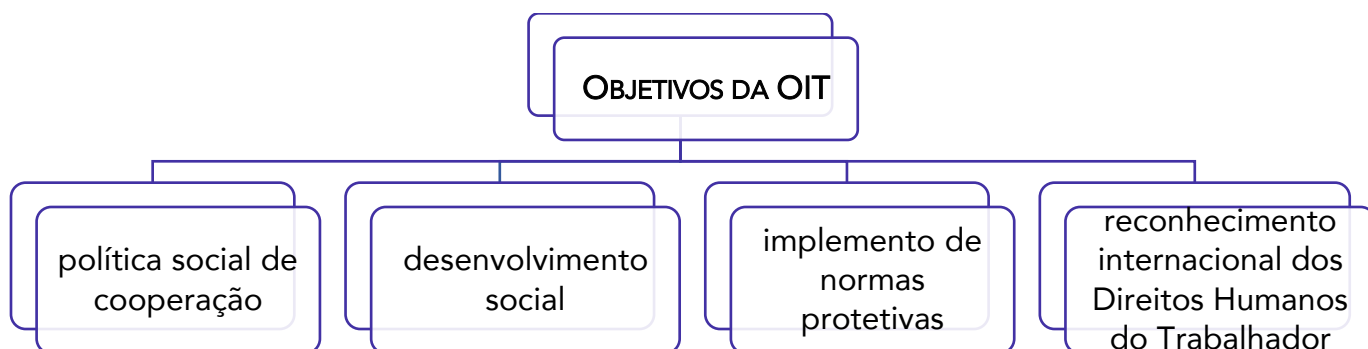 OBJETIVOS DA OIT
política social de
cooperação
desenvolvimento
social
implemento de
normas
protetivas
reconhecimento
internacional dos
Direitos Humanos
do Trabalhador